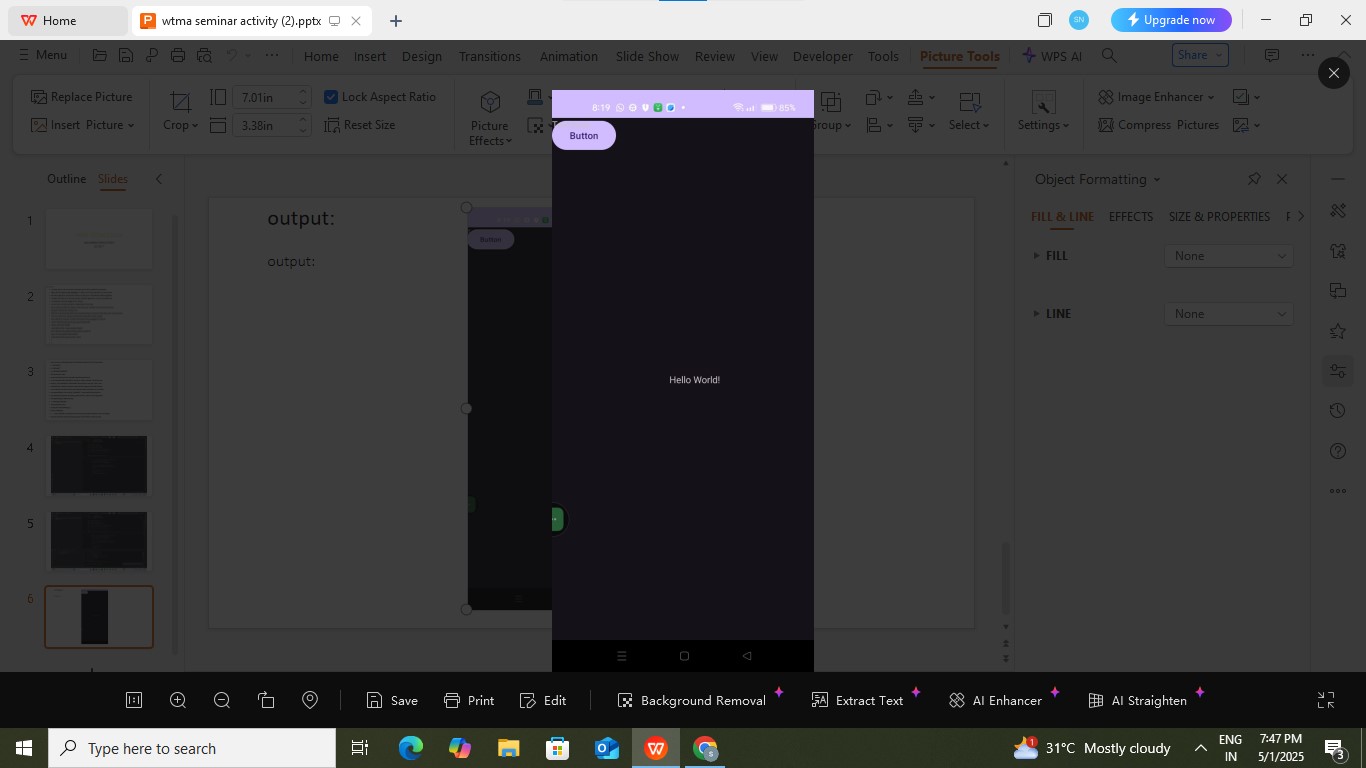 Home
wtma seminar activity (2).pptx
SN
Upgrade now
Menu
Home Insert Design Transitions Animation Slide Show Review View Developer Tools Picture Tools WPS AI
Share
Replace Picture
Insert Picture
Crop
7.01in
3.38in
Lock Aspect Ratio
Reset Size
Picture Effects
Select
Settings
Image Enhancer
Compress Pictures
8:19
85%
Button
Hello World!
Outline Slides
1
2
3
4
5
6
output:
output:
Button
Object Formatting
FILL & LINE EFFECTS SIZE & PROPERTIES
FILL None
LINE None
Save Print Edit Background Removal Extract Text AI Enhancer AI Straighten
Type here to search
31°C Mostly cloudy
ENG
IN
7:47 PM
5/1/2025
3